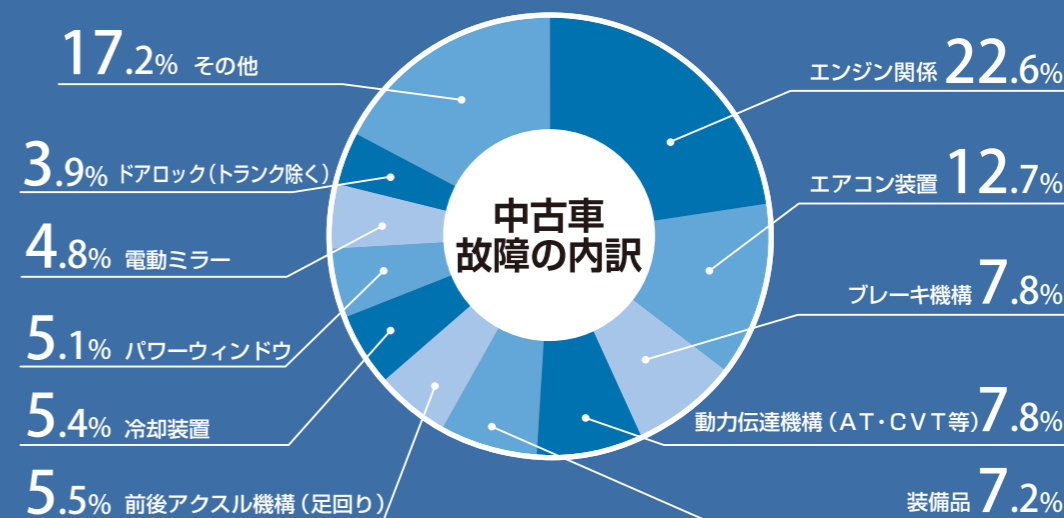 中古車
故障の内訳
エンジン関係 22.6%
エアコン装置 12.7%
ブレーキ機構 7.8%
動力伝達機構（AT・CVT等） 7.8%
装備品 7.2%
5.5% 前後アクスル機構（足回り）
5.4% 冷却装置
5.1% パワーウィンドウ
4.8% 電動ミラー
3.9% ドアロック（トランク除く）
17.2% その他